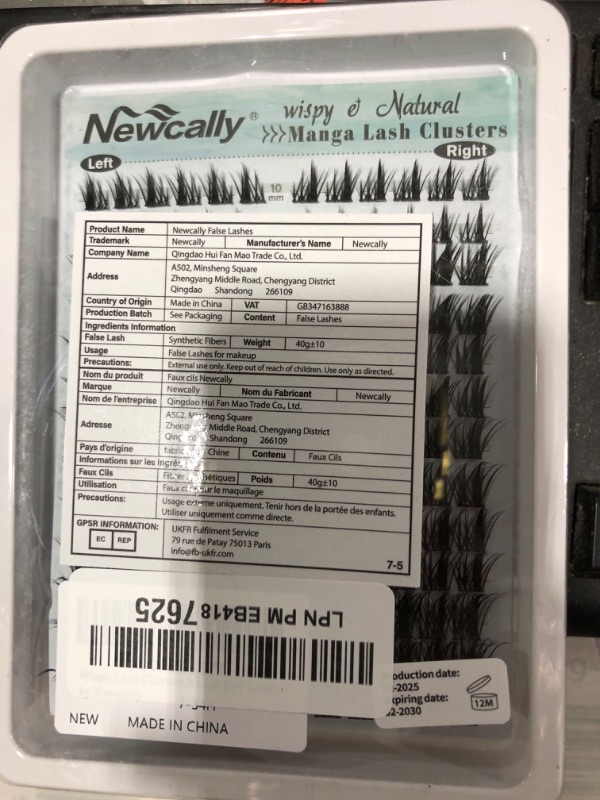 Newcally®
wispy & Natural
>>>Manga Lash Clusters
Left
Right
10
mm
Product Name Newcally False Lashes
Trademark Newcally Manufacturer's Name Newcally
Company Name Qingdao Hui Fan Mao Trade Co., Ltd.
Address A502, Minsheng Square
Zhengyang Middle Road, Chengyang District
Qingdao Shandong 266109
Country of Origin Made in China VAT GB347163888
Production Batch See Packaging Content False Lashes
Ingredients Information
False Lash Synthetic Fibers Weight 40g±10
Usage False Lashes for makeup
Precautions: External use only. Keep out of reach of children. Use only as directed.
Nom du produit Faux cils Newcally
Marque Newcally Nom du Fabricant Newcally
Nom de l'entreprise Qingdao Hui Fan Mao Trade Co., Ltd.
Adresse Square
Middle Road, Chengyang District
Shandong 266109
Pays d'origine Chine Contenu Faux Cils
Informations sur les
Faux Cils Poids 40g±10
Utilisation le maquillage
Precautions: Usage externe uniquement. Tenir hors de la portée des enfants.
Utiliser uniquement comme directe.
GPSR INFORMATION: UKFR Fulfilment Service
EC REP 79 rue de Patay 75013 Paris
info@fb-ukfr.com
7-5
LPN PM EB4187625
NEW MADE IN CHINA
date:
-2025
date:
2-2030
12M